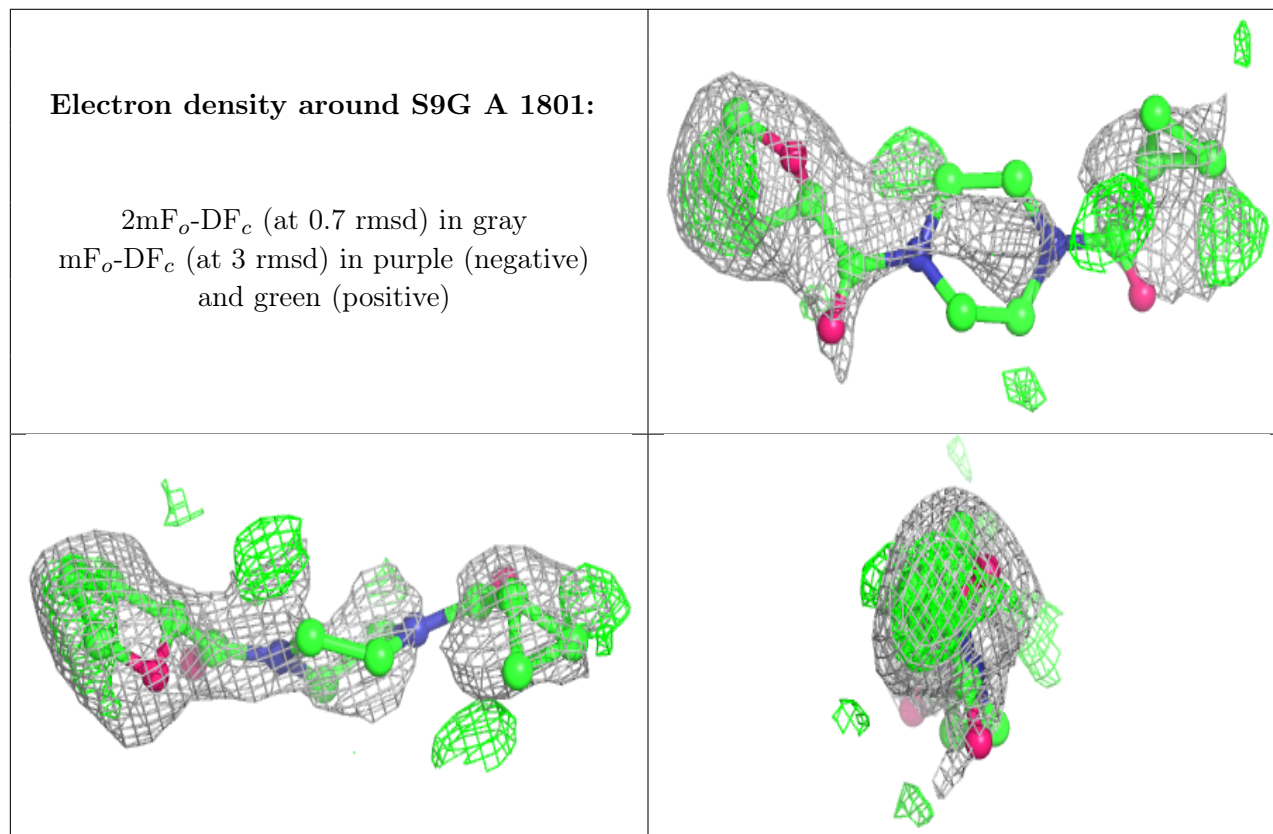 Electron density around S9G A 1801:
2mFo-DFc (at 0.7 rmsd) in gray
mFo-DFc (at 3 rmsd) in purple (negative)
and green (positive)